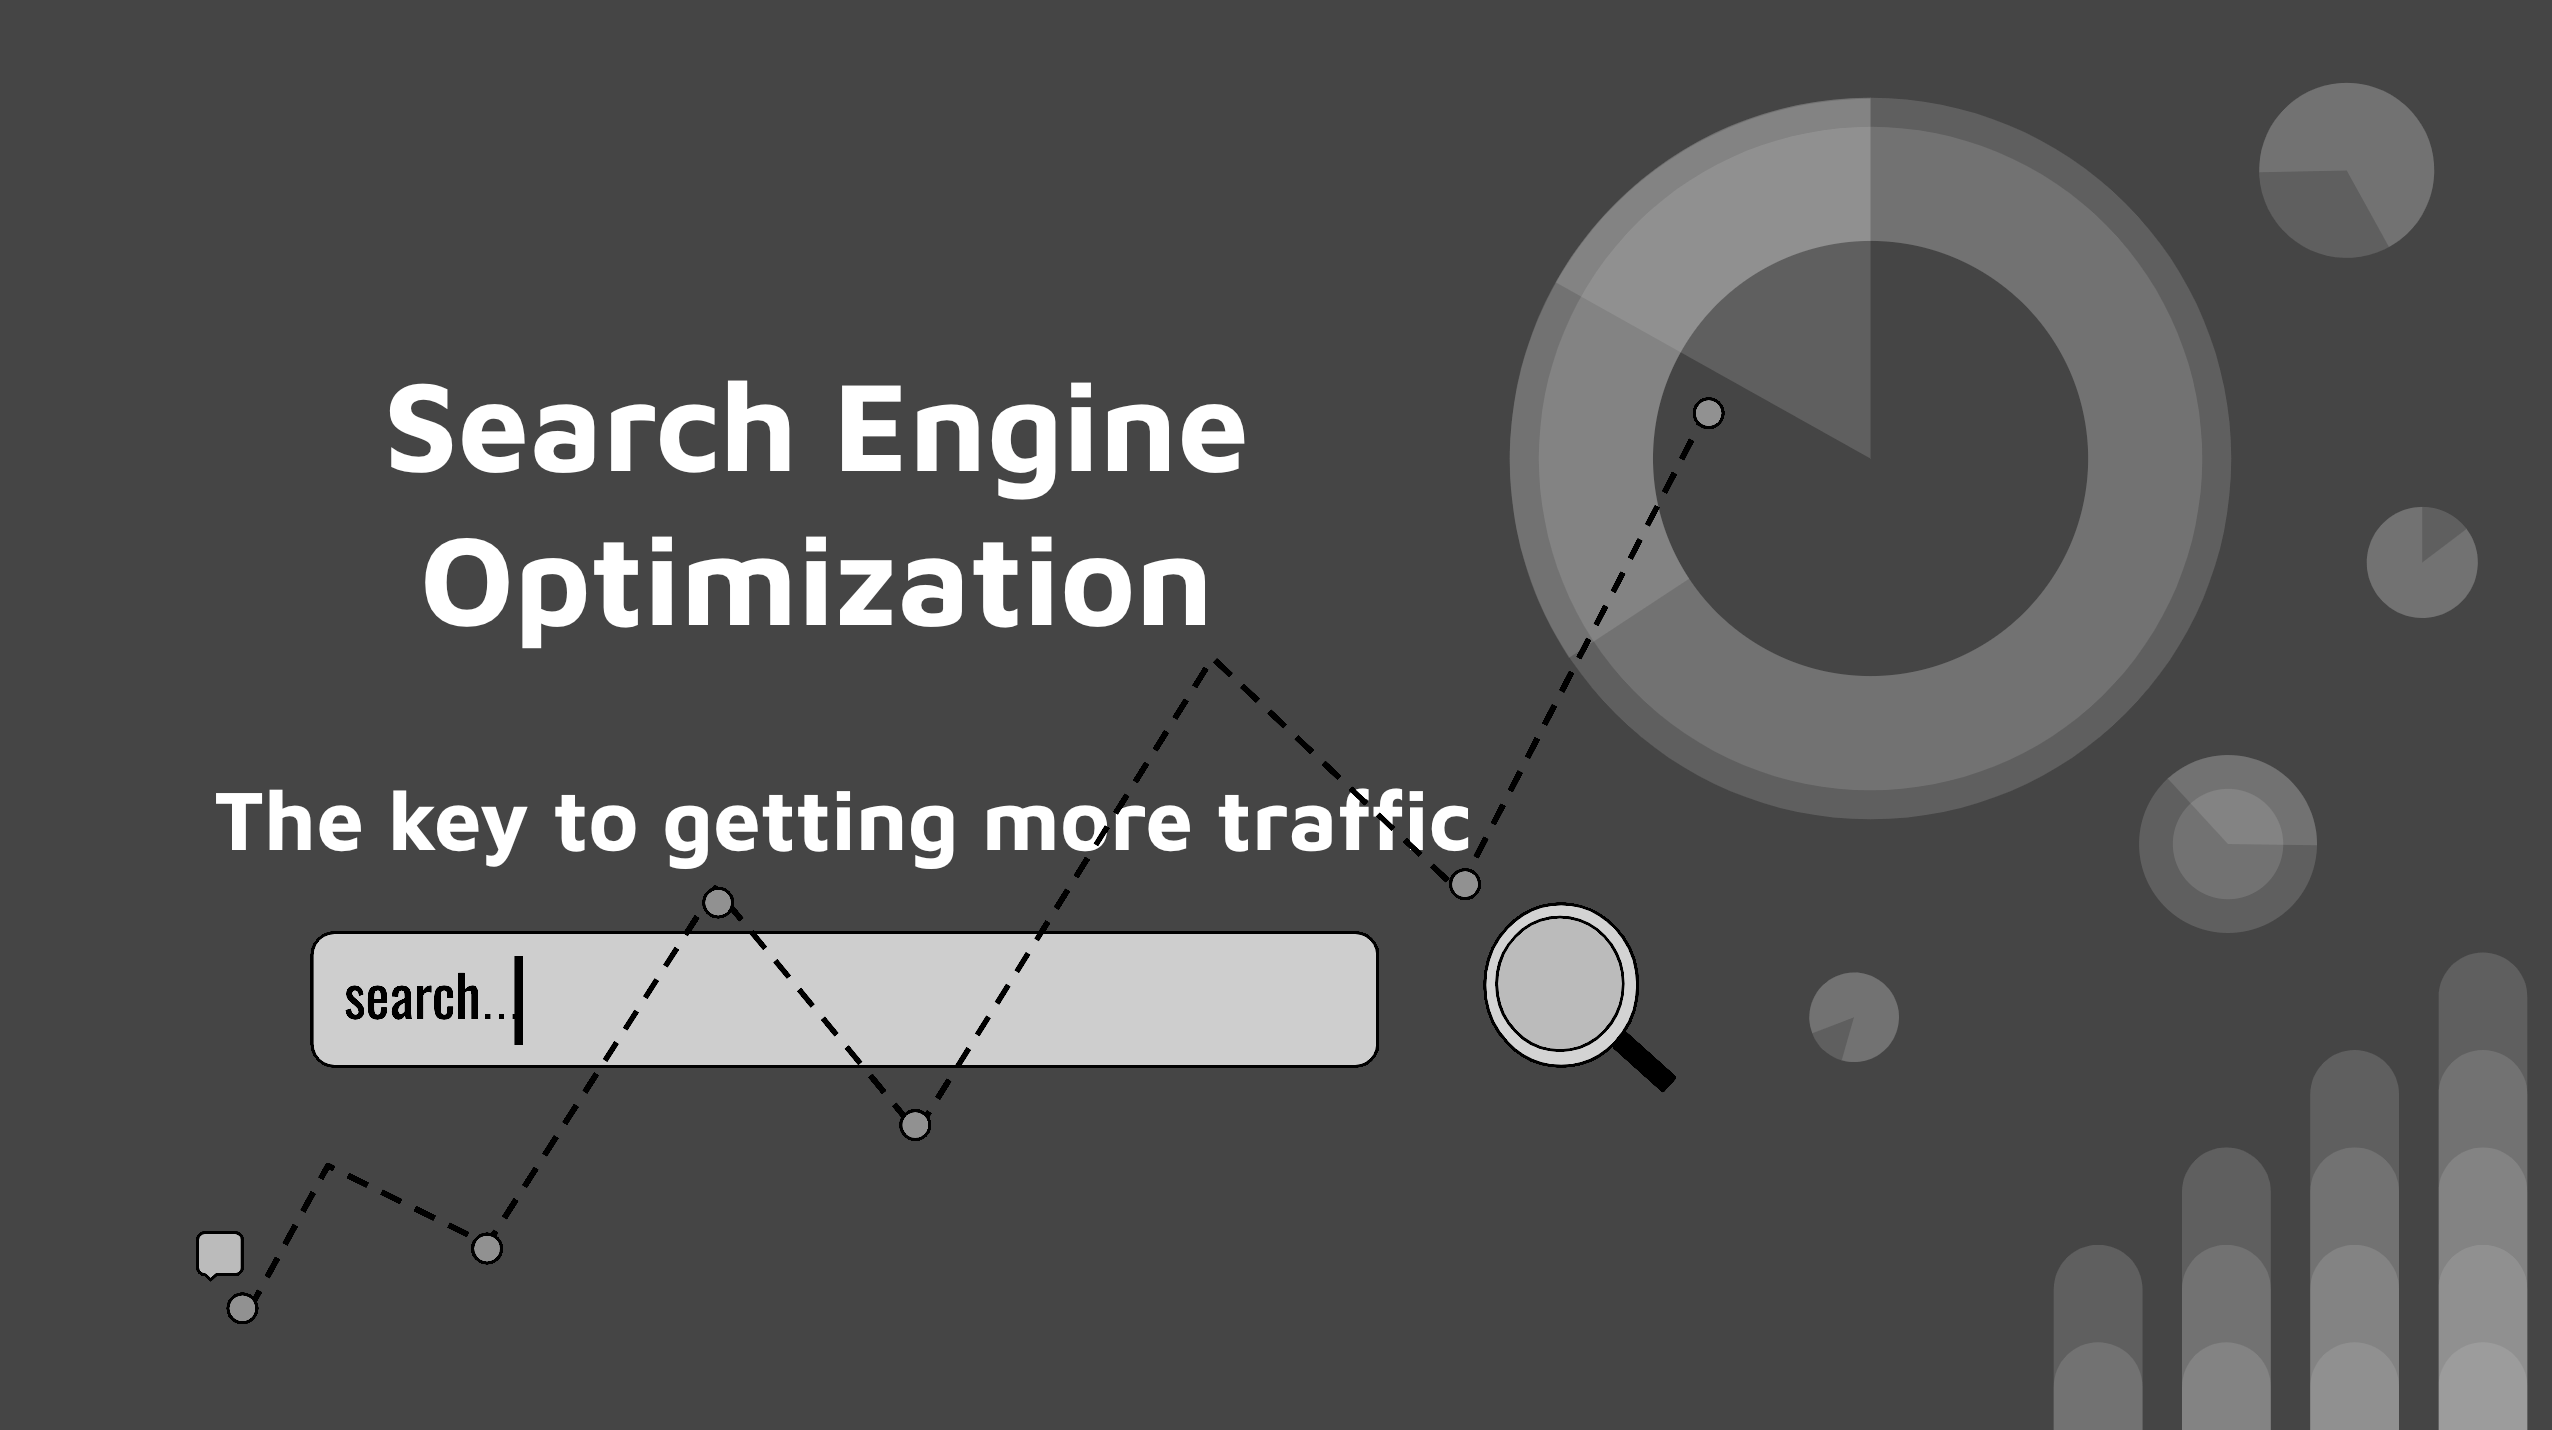 Search Engine
Optimization
The key to getting more traffic
search...